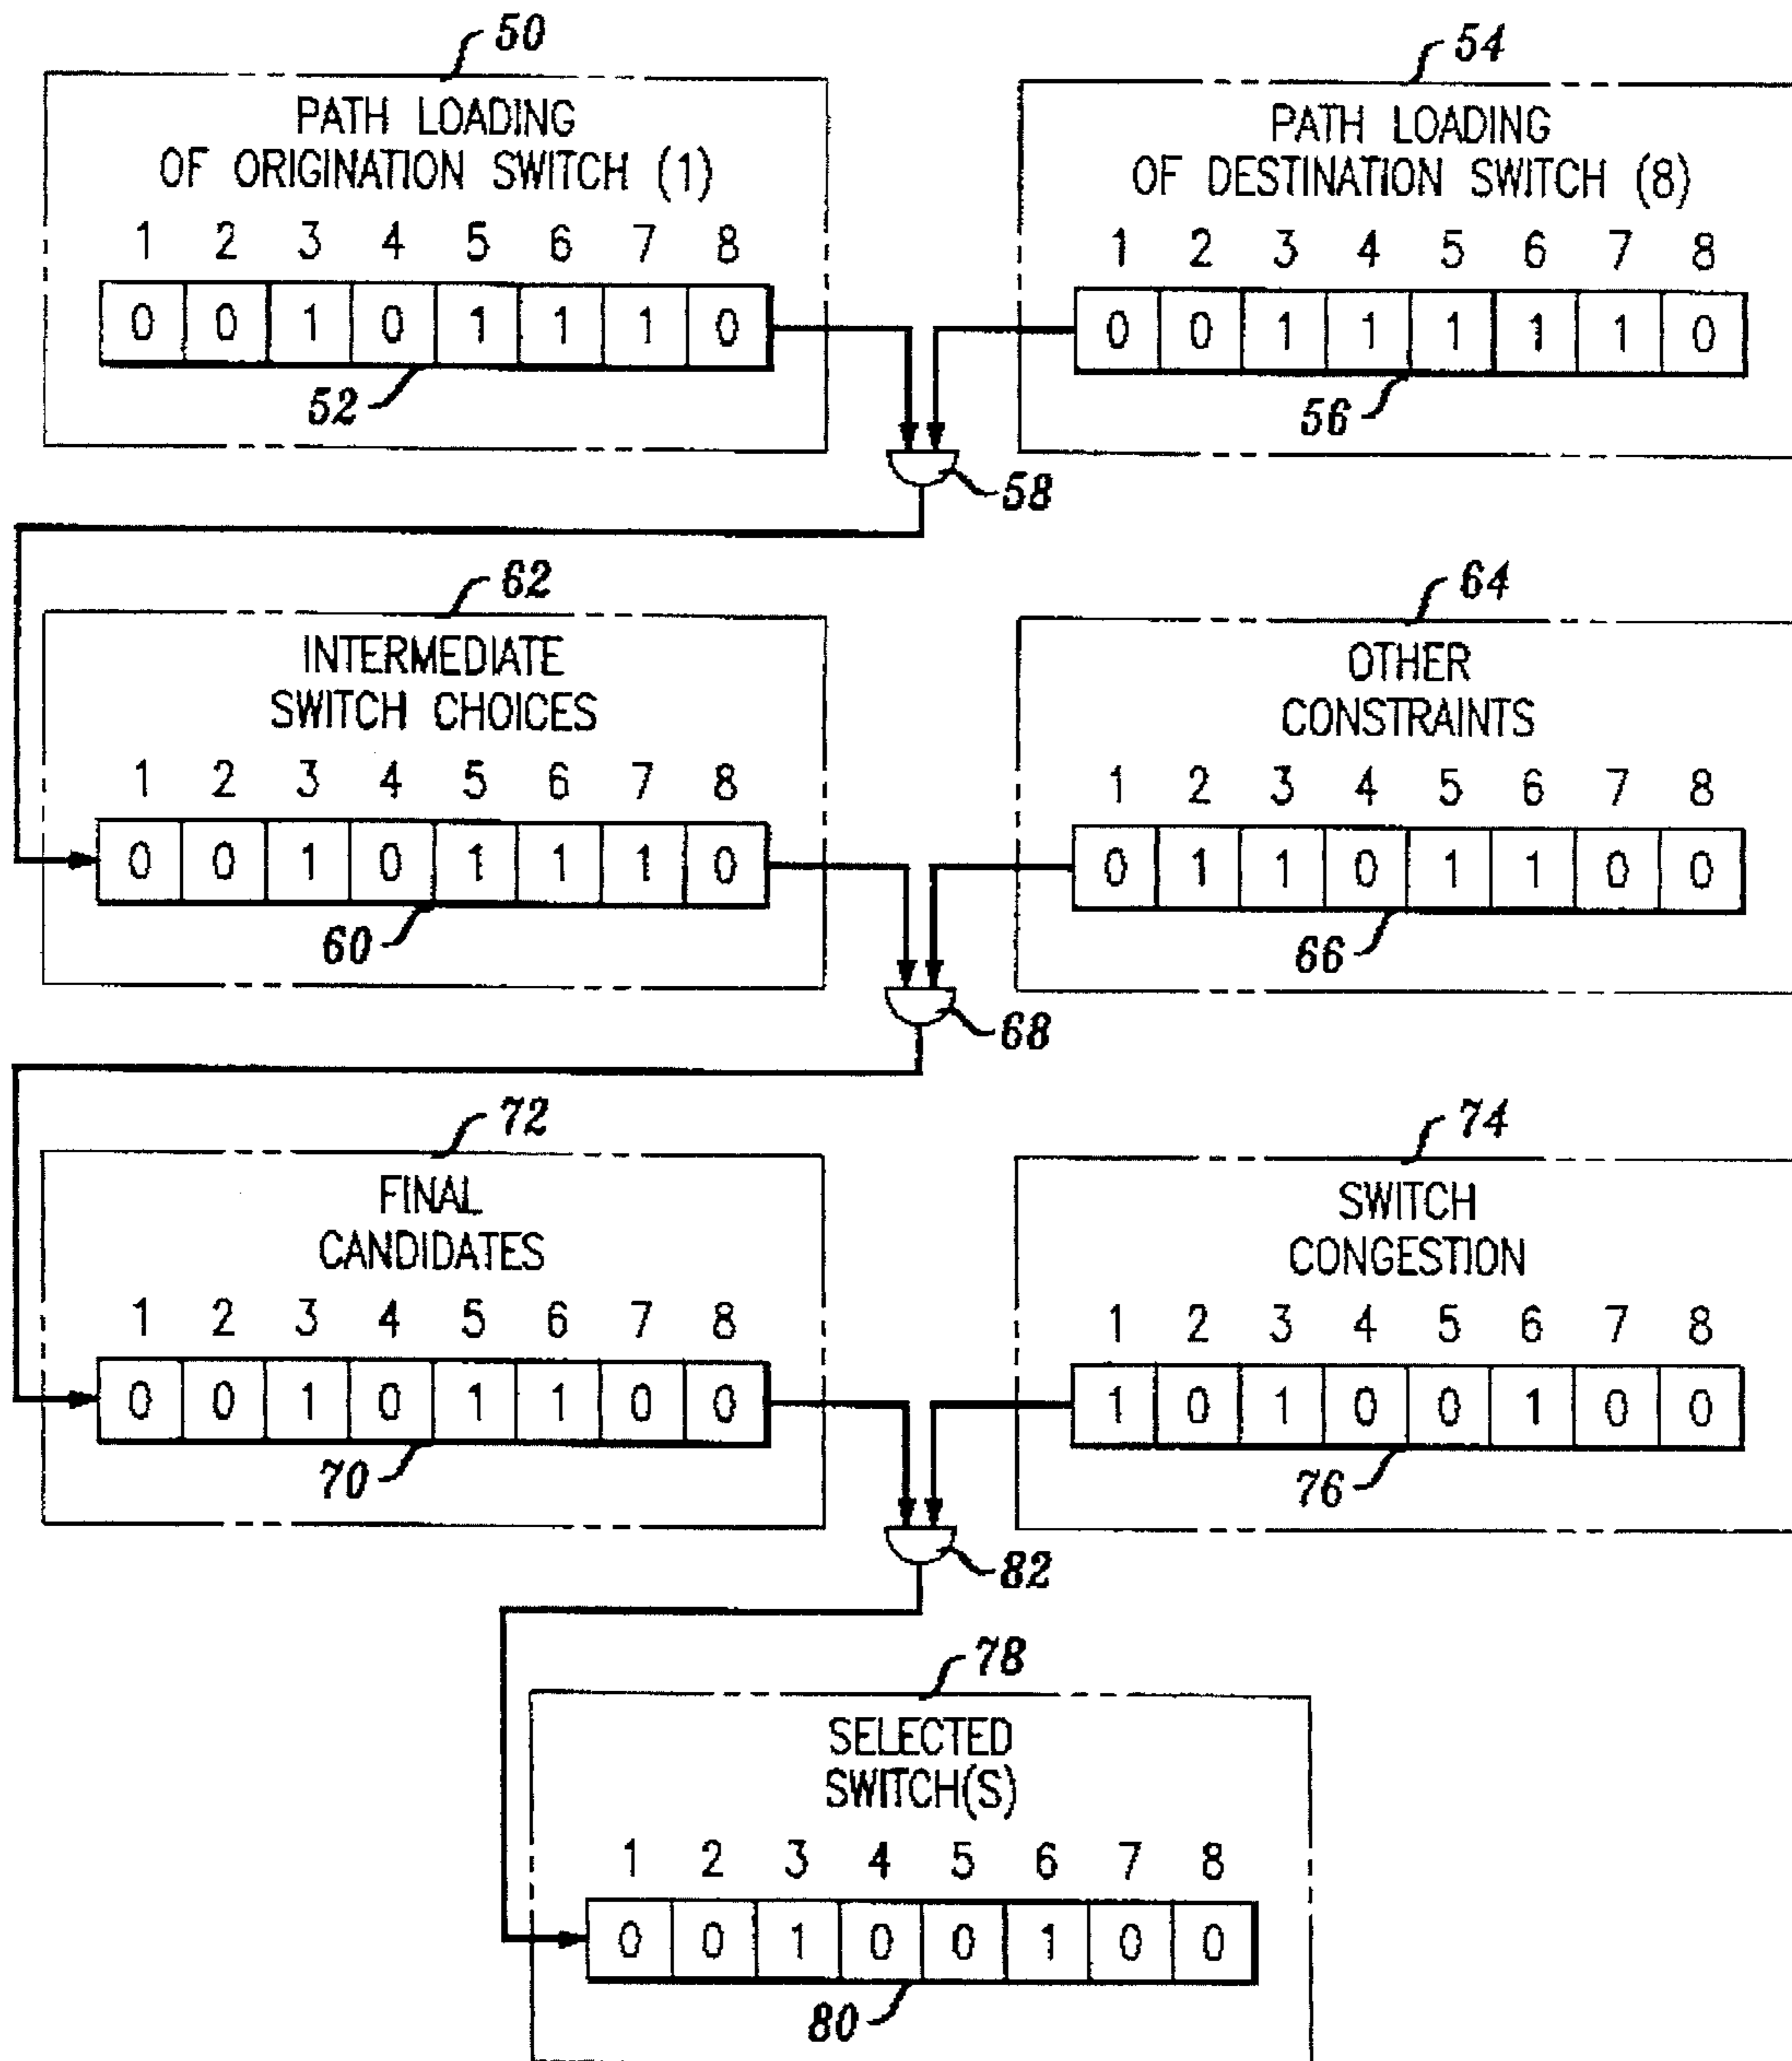 50
PATH LOADING
OF ORIGINATION SWITCH (1)
1 2 3 4 5 6 7 8
0 0 1 0 1 1 1 0
52
54
PATH LOADING
OF DESTINATION SWITCH (8)
1 2 3 4 5 6 7 8
0 0 1 1 1 1 1 0
56
58
62
INTERMEDIATE
SWITCH CHOICES
1 2 3 4 5 6 7 8
0 0 1 0 1 1 1 0
60
64
OTHER
CONSTRAINTS
1 2 3 4 5 6 7 8
0 1 1 0 1 1 0 0
66
68
72
FINAL
CANDIDATES
1 2 3 4 5 6 7 8
0 0 1 0 1 1 0 0
70
74
SWITCH
CONGESTION
1 2 3 4 5 6 7 8
1 0 1 0 0 1 0 0
76
82
78
SELECTED
SWITCH(S)
1 2 3 4 5 6 7 8
0 0 1 0 0 1 0 0
80